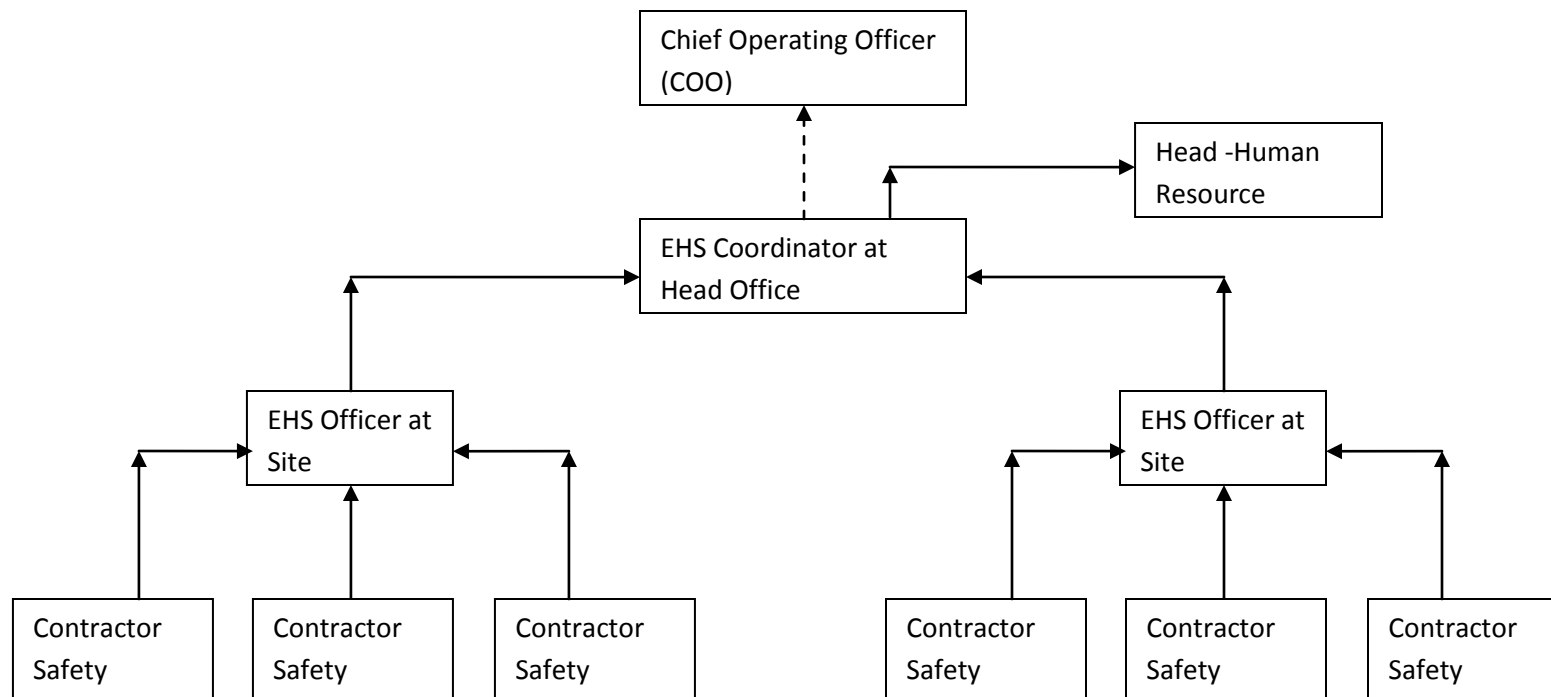 Chief Operating Officer
(COO)
Head -Human
Resource
EHS Coordinator at
Head Office
EHS Officer at
Site
EHS Officer at
Site
Contractor
Safety
Contractor
Safety
Contractor
Safety
Contractor
Safety
Contractor
Safety
Contractor
Safety